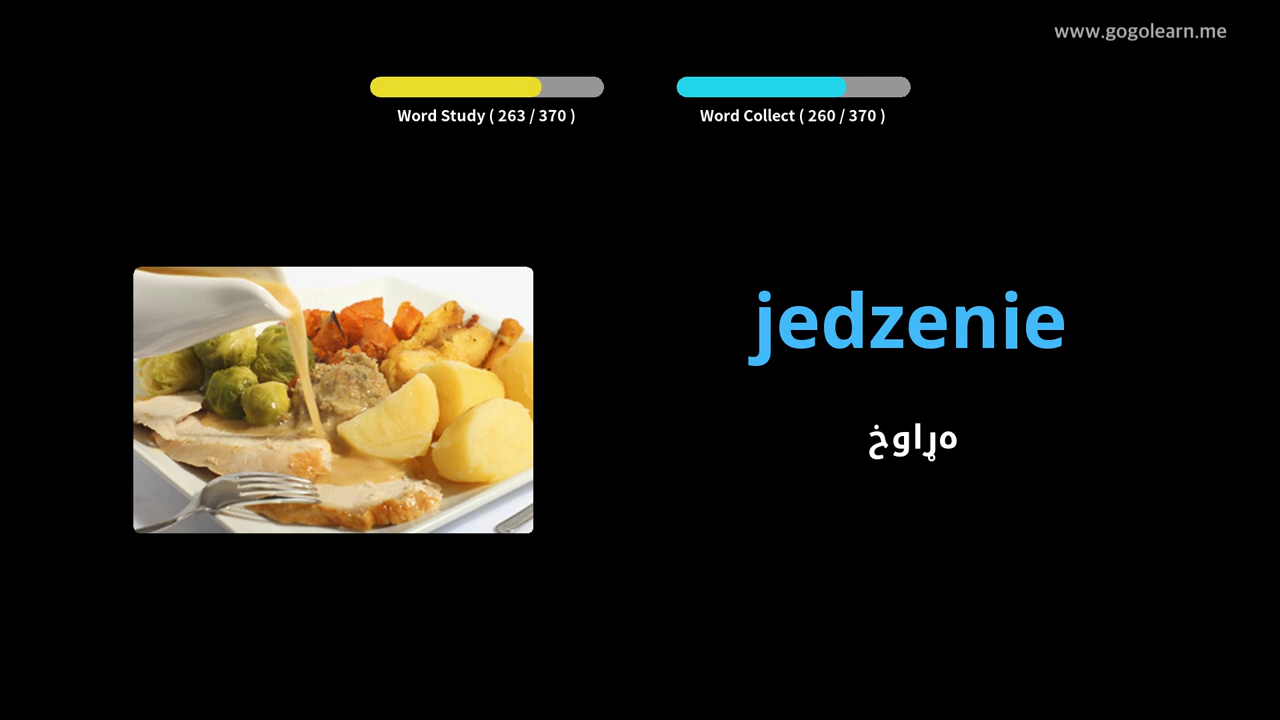 www.gogolearn.me
Word Study ( 263 / 370 )
Word Collect ( 260 / 370 )
jedzenie
خواړه